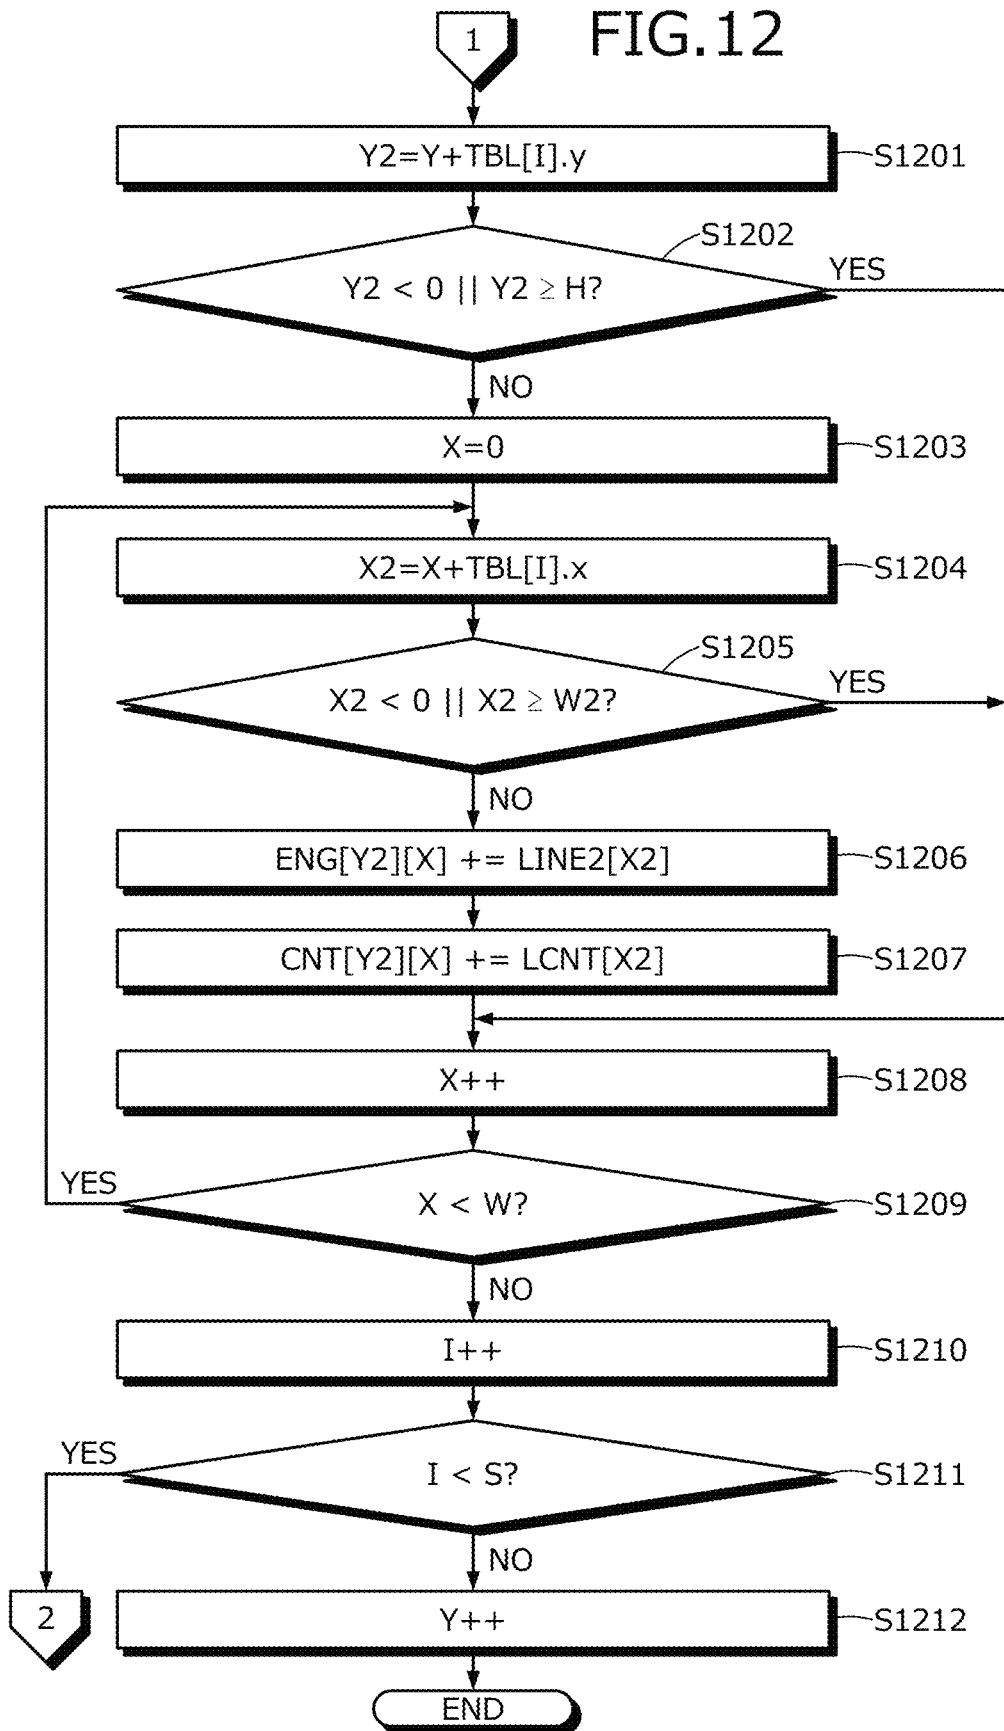 FIG.12
1
Y2=Y+TBL[I].y
S1201
S1202
Y2 < 0 || Y2 ≥ H?
YES
NO
X=0
S1203
X2=X+TBL[I].x
S1204
S1205
X2 < 0 || X2 ≥ W2?
YES
NO
ENG[Y2][X] += LINE2[X2]
S1206
CNT[Y2][X] += LCNT[X2]
S1207
X++
S1208
YES
X < W?
S1209
NO
I++
S1210
YES
I < S?
S1211
NO
2
Y++
S1212
END